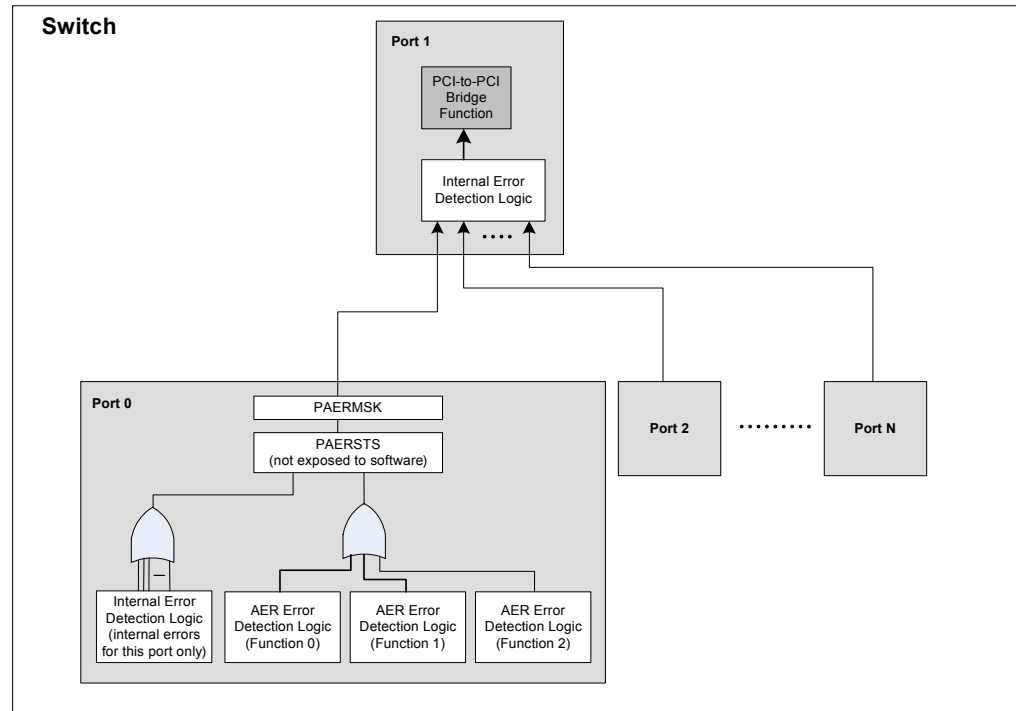 Switch
Port 1
PCI-to-PCI
Bridge
Function
Internal Error
Detection Logic
Port 0
PAERMSK
PAERSTS
(not exposed to software)
Port 2
Port N
Internal Error
Detection Logic
(internal errors
for this port only)
AER Error
Detection Logic
(Function 0)
AER Error
Detection Logic
(Function 1)
AER Error
Detection Logic
(Function 2)